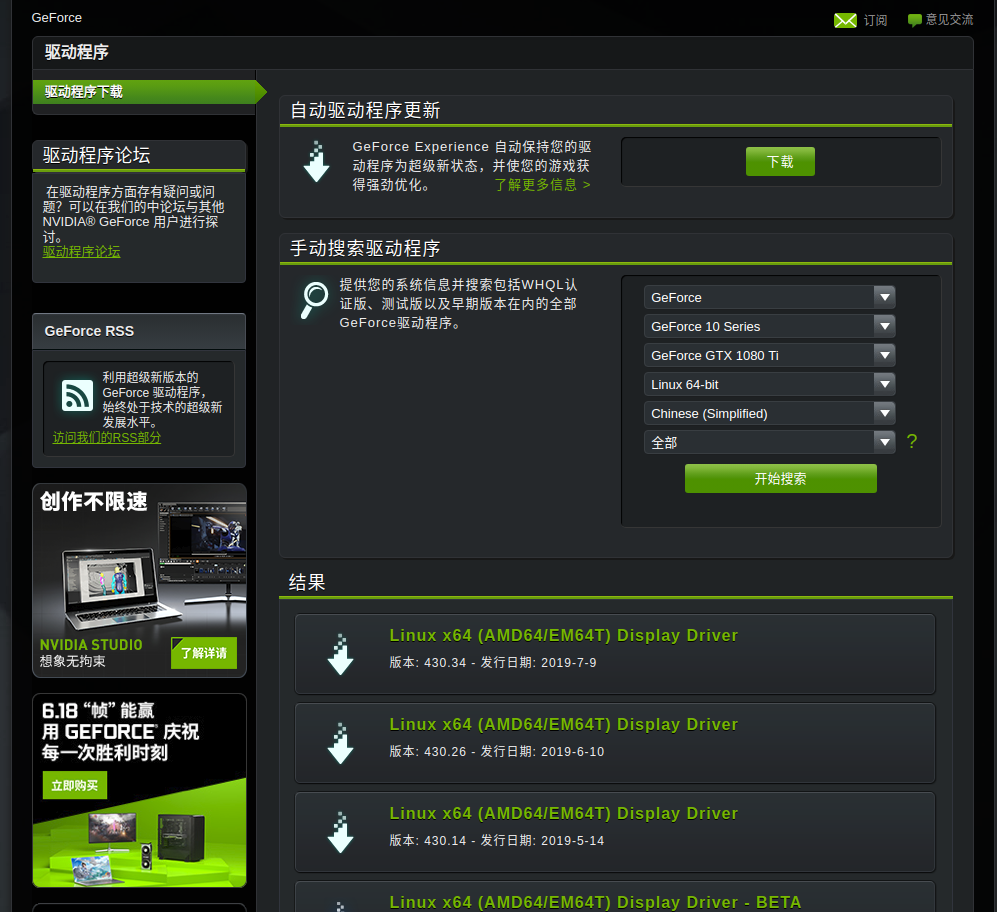 GeForce
订阅
意见交流
驱动程序
驱动程序下载
驱动程序论坛
在驱动程序方面存有疑问或问
题？可以在我们的中论坛与其他
NVIDIA® GeForce 用户进行探
讨。
驱动程序论坛
GeForce RSS
利用超级新版本的
GeForce 驱动程序，
始终处于技术的超级新
发展水平。
访问我们的RSS部分
创作不限速
NVIDIA STUDIO
想象无拘束
了解详请
6.18 “帧” 能赢
用 GEFORCE® 庆祝
每一次胜利时刻
立即购买
自动驱动程序更新
GeForce Experience 自动保持您的驱
动程序为超级新状态，并使您的游戏获
得强劲优化。 了解更多信息 >
下载
手动搜索驱动程序
提供您的系统信息并搜索包括WHQL认
证版、测试版以及早期版本在内的全部
GeForce驱动程序。
GeForce
GeForce 10 Series
GeForce GTX 1080 Ti
Linux 64-bit
Chinese (Simplified)
全部
?
开始搜索
结果
Linux x64 (AMD64/EM64T) Display Driver
版本: 430.34 - 发行日期: 2019-7-9
Linux x64 (AMD64/EM64T) Display Driver
版本: 430.26 - 发行日期: 2019-6-10
Linux x64 (AMD64/EM64T) Display Driver
版本: 430.14 - 发行日期: 2019-5-14
Linux x64 (AMD64/EM64T) Display Driver - BETA